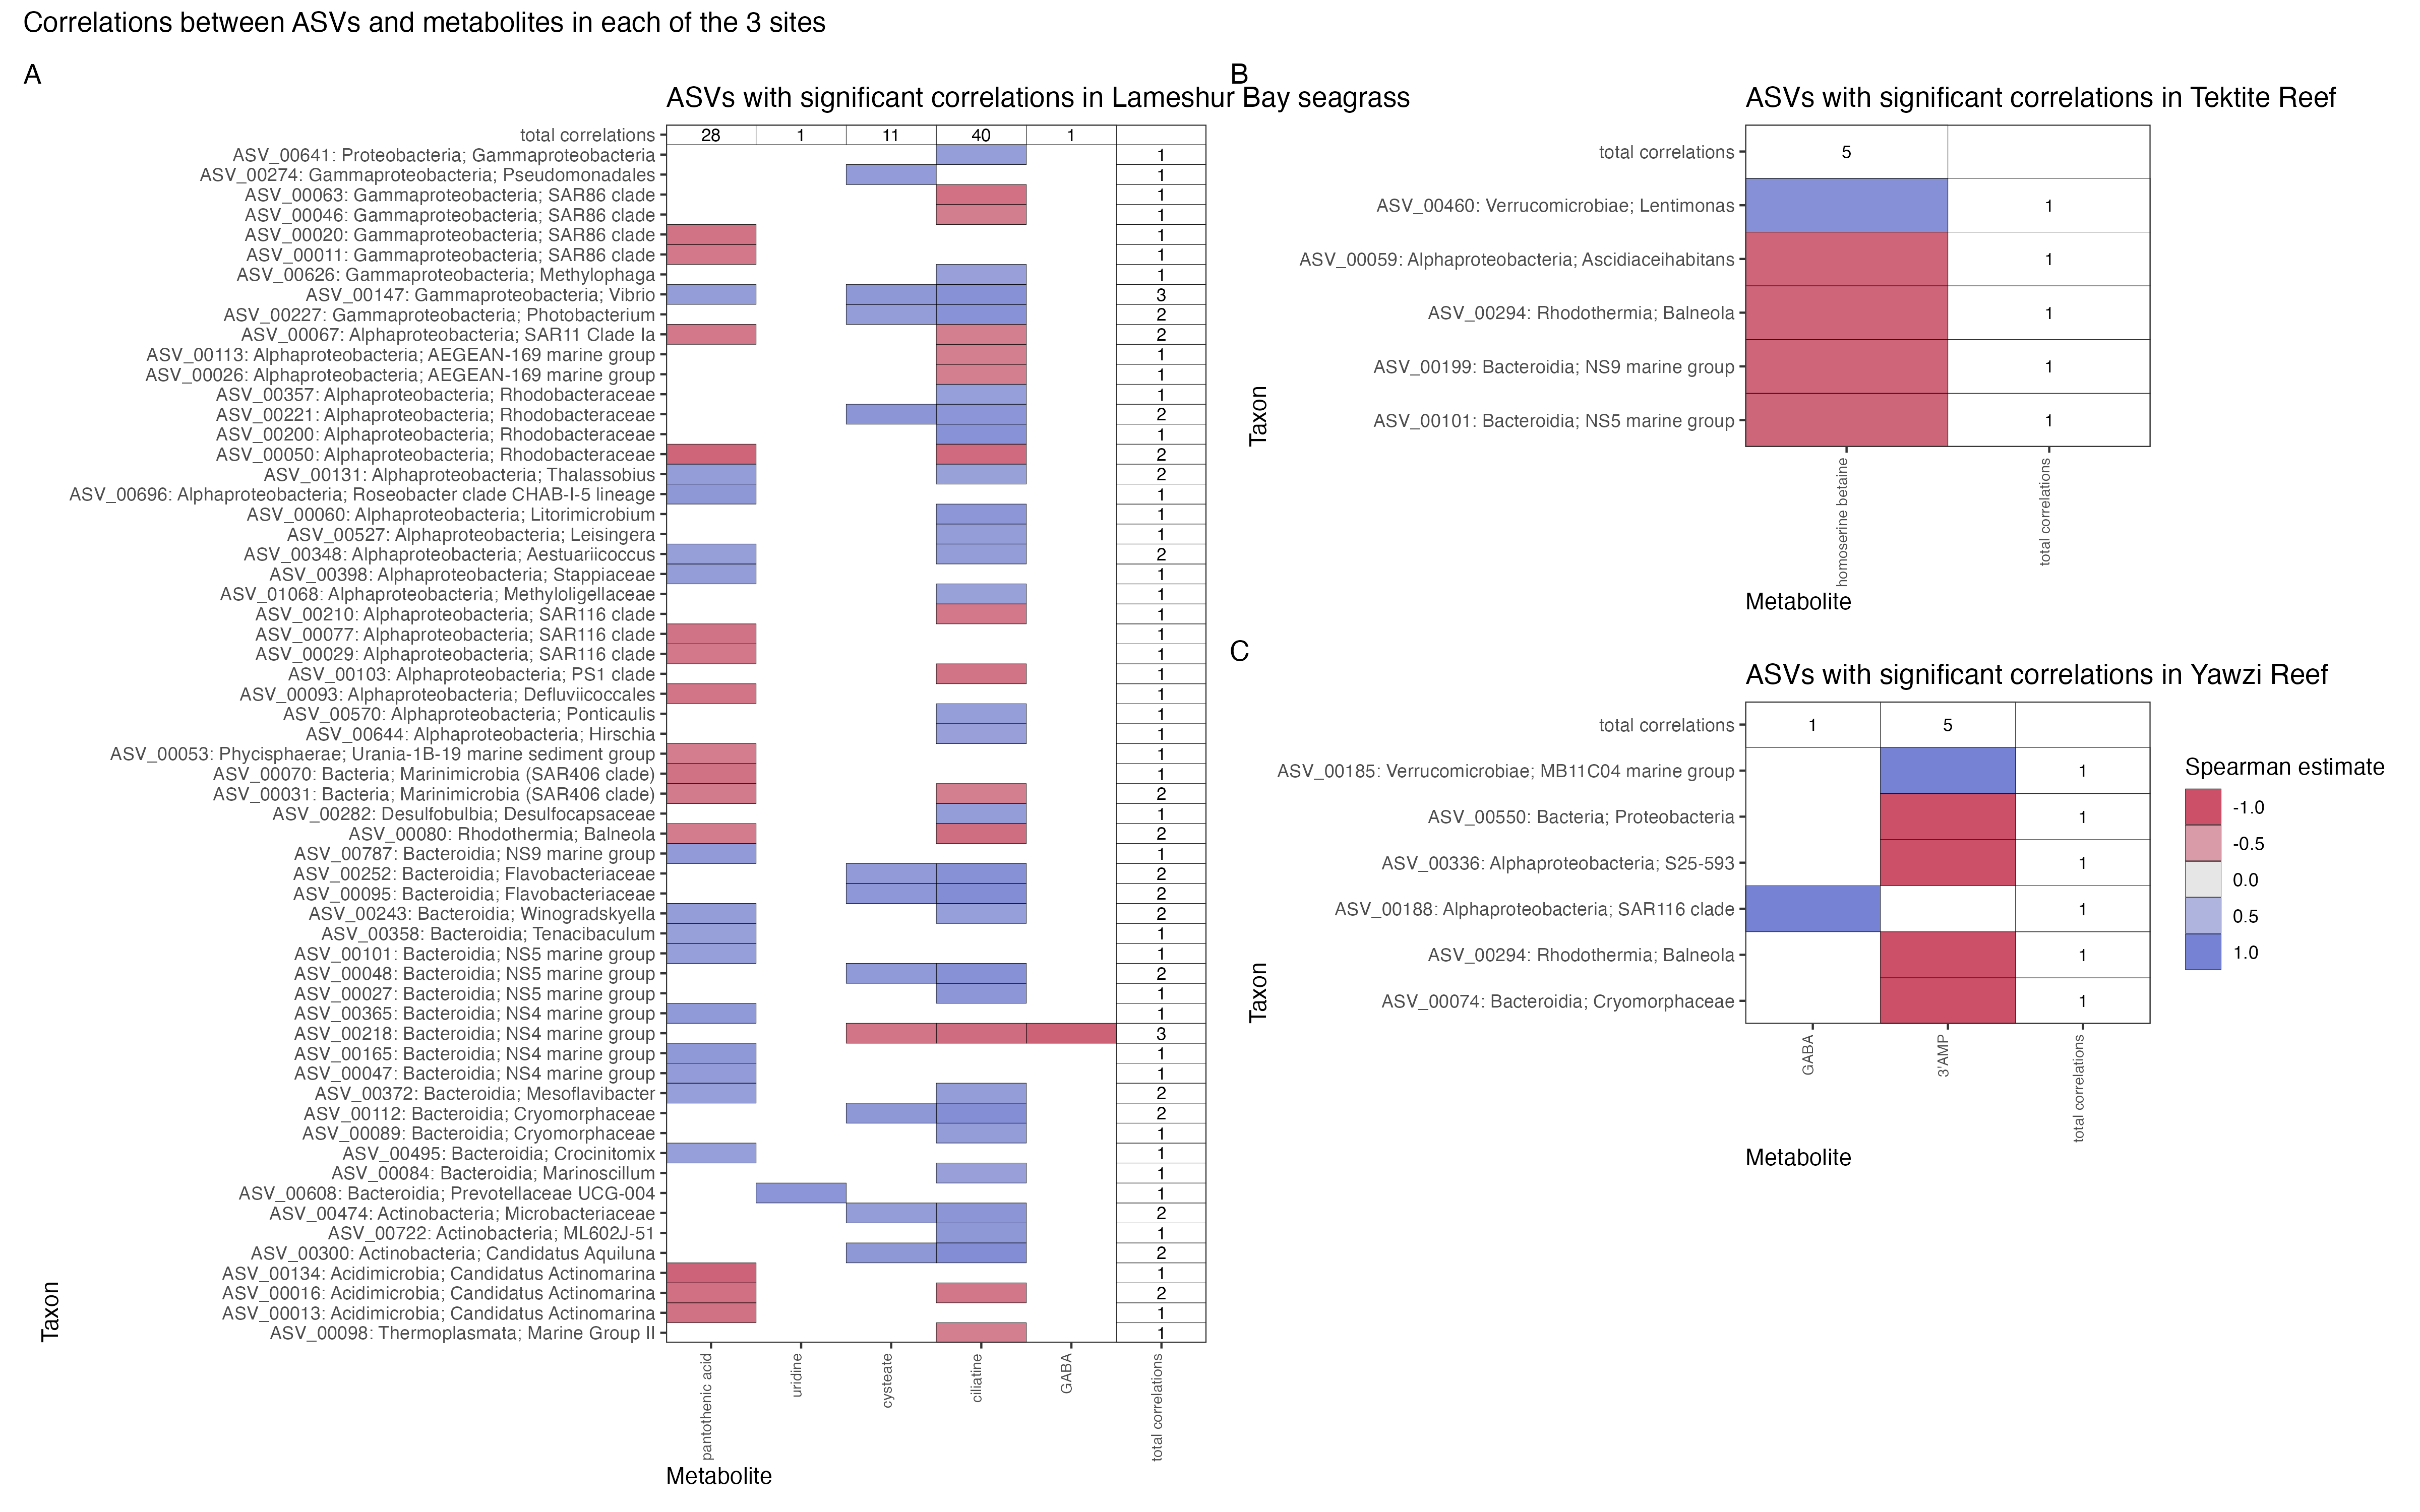 Correlations between ASVs and metabolites in each of the 3 sites
A
ASVs with significant correlations in Lameshur Bay seagrass
total correlations 28 1 11 40 1
ASV_00641: Proteobacteria; Gammaproteobacteria 1
ASV_00274: Gammaproteobacteria; Pseudomonadales 1
ASV_00063: Gammaproteobacteria; SAR86 clade 1
ASV_00046: Gammaproteobacteria; SAR86 clade 1
ASV_00020: Gammaproteobacteria; SAR86 clade 1
ASV_00011: Gammaproteobacteria; SAR86 clade 1
ASV_00626: Gammaproteobacteria; Methylophaga 1
ASV_00147: Gammaproteobacteria; Vibrio 3
ASV_00227: Gammaproteobacteria; Photobacterium 2
ASV_00067: Alphaproteobacteria; SAR11 Clade Ia 2
ASV_00113: Alphaproteobacteria; AEGEAN-169 marine group 1
ASV_00026: Alphaproteobacteria; AEGEAN-169 marine group 1
ASV_00357: Alphaproteobacteria; Rhodobacteraceae 1
ASV_00221: Alphaproteobacteria; Rhodobacteraceae 2
ASV_00200: Alphaproteobacteria; Rhodobacteraceae 1
ASV_00050: Alphaproteobacteria; Rhodobacteraceae 2
ASV_00131: Alphaproteobacteria; Thalassobius 2
ASV_00696: Alphaproteobacteria; Roseobacter clade CHAB-I-5 lineage 1
ASV_00060: Alphaproteobacteria; Litorimicrobium 1
ASV_00527: Alphaproteobacteria; Leisingera 1
ASV_00348: Alphaproteobacteria; Aestuariicoccus 2
ASV_00398: Alphaproteobacteria; Stappiaceae 1
ASV_01068: Alphaproteobacteria; Methyloligellaceae 1
ASV_00210: Alphaproteobacteria; SAR116 clade 1
ASV_00077: Alphaproteobacteria; SAR116 clade 1
ASV_00029: Alphaproteobacteria; SAR116 clade 1
ASV_00103: Alphaproteobacteria; PS1 clade 1
ASV_00093: Alphaproteobacteria; Defluviicoccales 1
ASV_00570: Alphaproteobacteria; Ponticaulis 1
ASV_00644: Alphaproteobacteria; Hirschia 1
ASV_00053: Phycisphaerae; Urania-1B-19 marine sediment group 1
ASV_00070: Bacteria; Marinimicrobia (SAR406 clade) 1
ASV_00031: Bacteria; Marinimicrobia (SAR406 clade) 2
ASV_00282: Desulfobulbia; Desulfocapsaceae 1
ASV_00080: Rhodothermia; Balneola 2
ASV_00787: Bacteroidia; NS9 marine group 1
ASV_00252: Bacteroidia; Flavobacteriaceae 2
ASV_00095: Bacteroidia; Flavobacteriaceae 2
ASV_00243: Bacteroidia; Winogradskyella 2
ASV_00358: Bacteroidia; Tenacibaculum 1
ASV_00101: Bacteroidia; NS5 marine group 1
ASV_00048: Bacteroidia; NS5 marine group 2
ASV_00027: Bacteroidia; NS5 marine group 1
ASV_00365: Bacteroidia; NS4 marine group 1
ASV_00218: Bacteroidia; NS4 marine group 3
ASV_00165: Bacteroidia; NS4 marine group 1
ASV_00047: Bacteroidia; NS4 marine group 1
ASV_00372: Bacteroidia; Mesoflavibacter 2
ASV_00112: Bacteroidia; Cryomorphaceae 2
ASV_00089: Bacteroidia; Cryomorphaceae 1
ASV_00495: Bacteroidia; Crocinitomix 1
ASV_00084: Bacteroidia; Marinoscillum 1
ASV_00608: Bacteroidia; Prevotellaceae UCG-004 1
ASV_00474: Actinobacteria; Microbacteriaceae 2
ASV_00722: Actinobacteria; ML602J-51 1
ASV_00300: Actinobacteria; Candidatus Aquiluna 2
ASV_00134: Acidimicrobia; Candidatus Actinomarina 1
ASV_00016: Acidimicrobia; Candidatus Actinomarina 2
ASV_00013: Acidimicrobia; Candidatus Actinomarina 1
ASV_00098: Thermoplasmata; Marine Group II 1
Taxon
pantothenic acid
uridine
cysteate
ciliatine
GABA
total correlations
Metabolite
B
ASVs with significant correlations in Tektite Reef
total correlations 5
ASV_00460: Verrucomicrobiae; Lentimonas 1
ASV_00059: Alphaproteobacteria; Ascidiaceihabitans 1
ASV_00294: Rhodothermia; Balneola 1
ASV_00199: Bacteroidia; NS9 marine group 1
ASV_00101: Bacteroidia; NS5 marine group 1
Taxon
homoserine betaine
total correlations
Metabolite
C
ASVs with significant correlations in Yawzi Reef
total correlations 1 5
ASV_00185: Verrucomicrobiae; MB11C04 marine group 1
ASV_00550: Bacteria; Proteobacteria 1
ASV_00336: Alphaproteobacteria; S25-593 1
ASV_00188: Alphaproteobacteria; SAR116 clade 1
ASV_00294: Rhodothermia; Balneola 1
ASV_00074: Bacteroidia; Cryomorphaceae 1
Taxon
GABA
3'AMP
total correlations
Metabolite
Spearman estimate
-1.0
-0.5
0.0
0.5
1.0